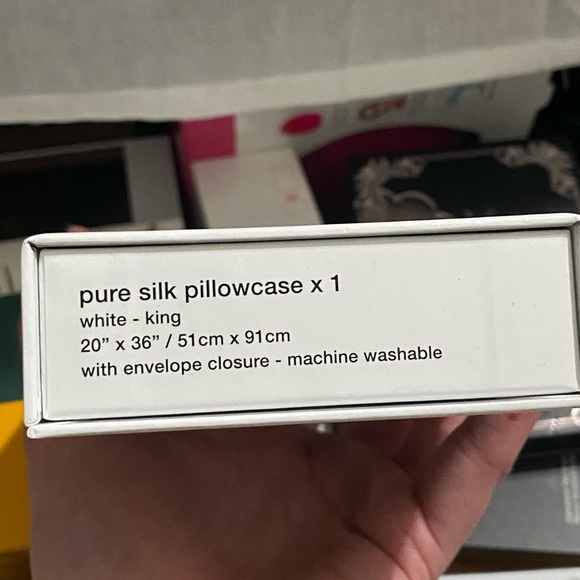 pure silk pillowcase x 1
white - king
20” x 36” / 51cm x 91cm
with envelope closure - machine washable